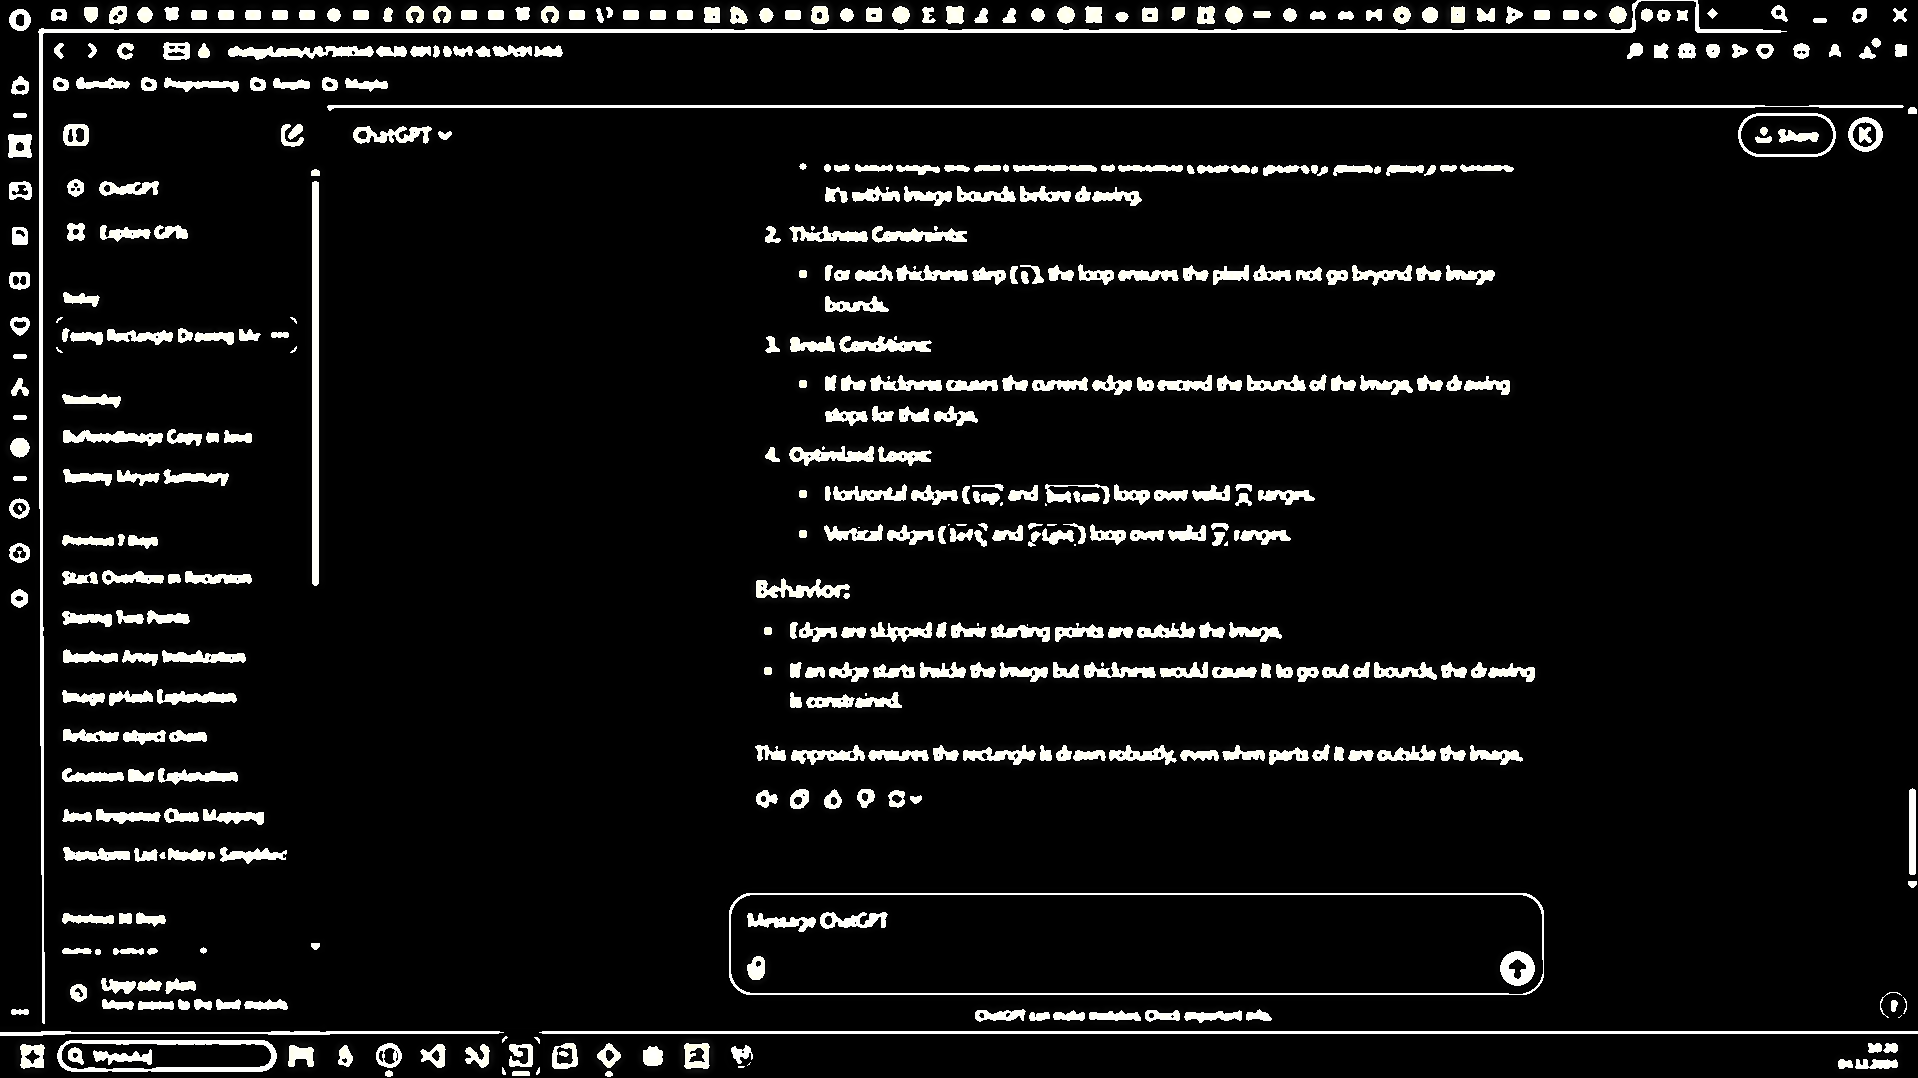 GameDev Programming
ChatGPT
Share
K
ChatGPT
Explore GPTs
Today
Fixing Rectangle Drawing
Yesterday
BufferedImage Copy in Java
Tommy Meyer Summary
Previous 7 Days
Stack Overflow in Recursion
Storing Two Points
Boolean Array Initialization
Image pHash Explanation
Refactor object chain
Gaussian Blur Explanation
Java Response Class Mapping
Transform List<Node> Simplified
Previous 30 Days
Upgrade plan
More access to the best models
it's within image bounds before drawing.
2. Thickness Constraints:
For each thickness step (t), the loop ensures the pixel does not go beyond the image
bounds.
3. Break Conditions:
If the thickness causes the current edge to exceed the bounds of the image, the drawing
stops for that edge.
4. Optimized Loops:
Horizontal edges (top and bottom) loop over valid x ranges.
Vertical edges (left and right) loop over valid y ranges.
Behavior:
Edges are skipped if their starting points are outside the image.
If an edge starts inside the image but thickness would cause it to go out of bounds, the drawing
is constrained.
This approach ensures the rectangle is drawn robustly, even when parts of it are outside the image.
Message ChatGPT
ChatGPT can make mistakes. Check important info.
Wyszukaj
04.12.2024